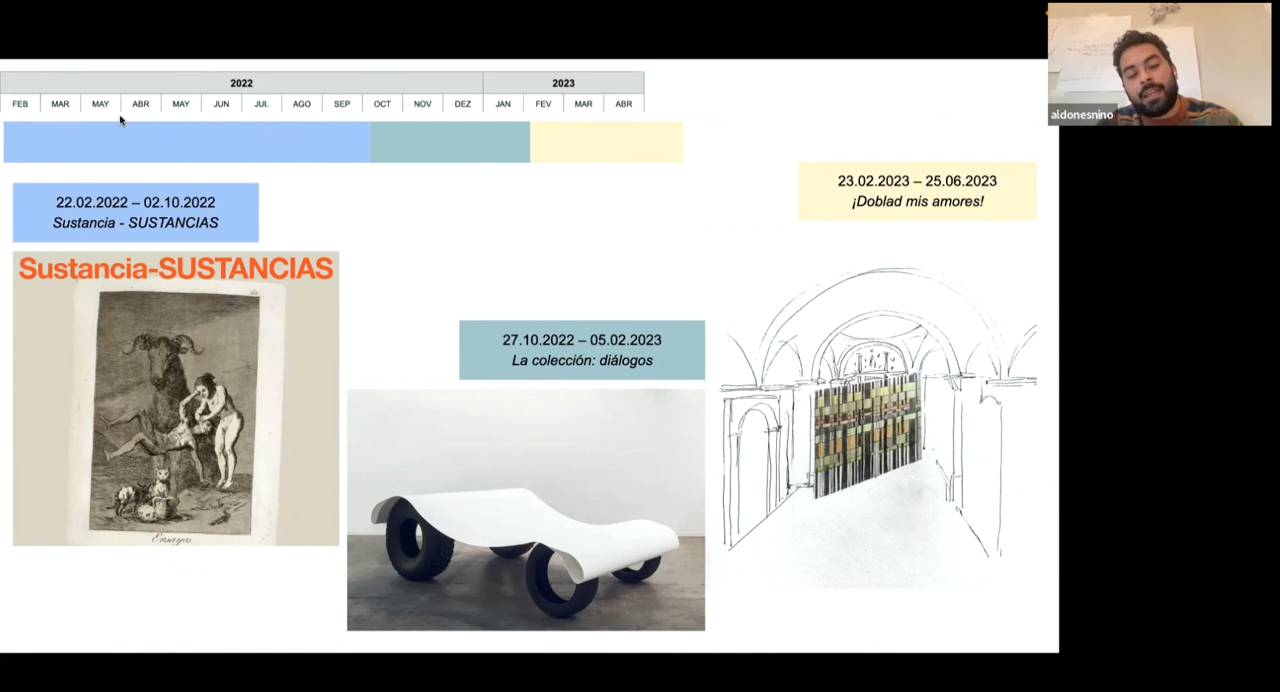 2022
2023
FEB
MAR
MAY
ABR
MAY
JUN
JUL
AGO
SEP
OCT
NOV
DEZ
JAN
FEV
MAR
ABR
aldonesnino
22.02.2022 – 02.10.2022
Sustancia - SUSTANCIAS
23.02.2023 – 25.06.2023
¡Doblad mis amores!
Sustancia-SUSTANCIAS
Ensayos.
27.10.2022 – 05.02.2023
La colección: diálogos